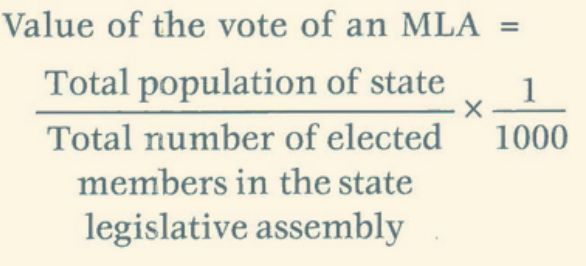 Value of the vote of an MLA =
Total population of state
Total number of elected
members in the state
legislative assembly
× 1
1000